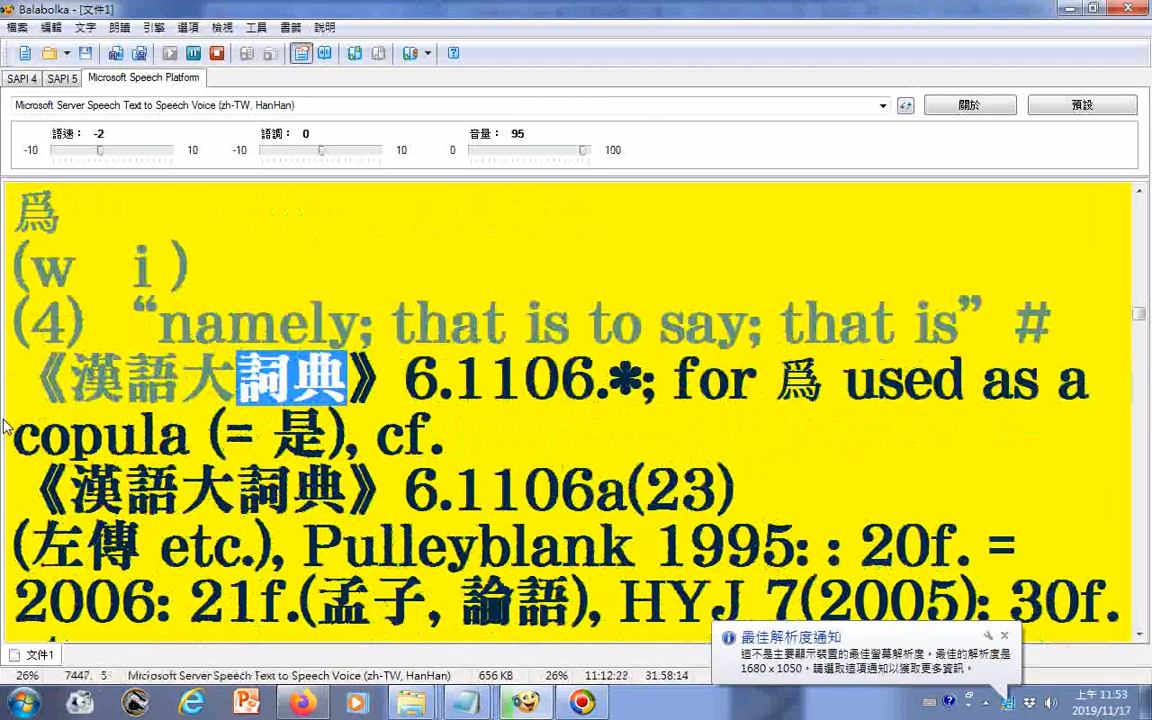 Balabolka - [文件1]
檔案 編輯 文字 朗讀 引擎 選項 檢視 工具 書籤 說明
SAPI 4 SAPI 5 Microsoft Speech Platform
Microsoft Server Speech Text to Speech Voice (zh-TW, HanHan)
關於 預設
語速： -2 語調： 0 音量： 95
-10 10 -10 10 0 100
爲
(w i )
(4) “namely; that is to say; that is” #
《漢語大詞典》 6.1106.*; for 爲 used as a
copula (= 是), cf.
《漢語大詞典》 6.1106a(23)
(左傳 etc.), Pulleyblank 1995: : 20f. =
2006: 21f.(孟子, 論語), HYJ 7(2005): 30f.
最佳解析度通知
這不是主要顯示裝置的最佳螢幕解析度。最佳的解析度是
1680 x 1050。請選取這項通知以獲取更多資訊。
文件1
26% 7447: 5 Microsoft Server Speech Text to Speech Voice (zh-TW, HanHan) 656 KB 26% 11:12:23 31:58:14
上午 11:53
2019/11/17